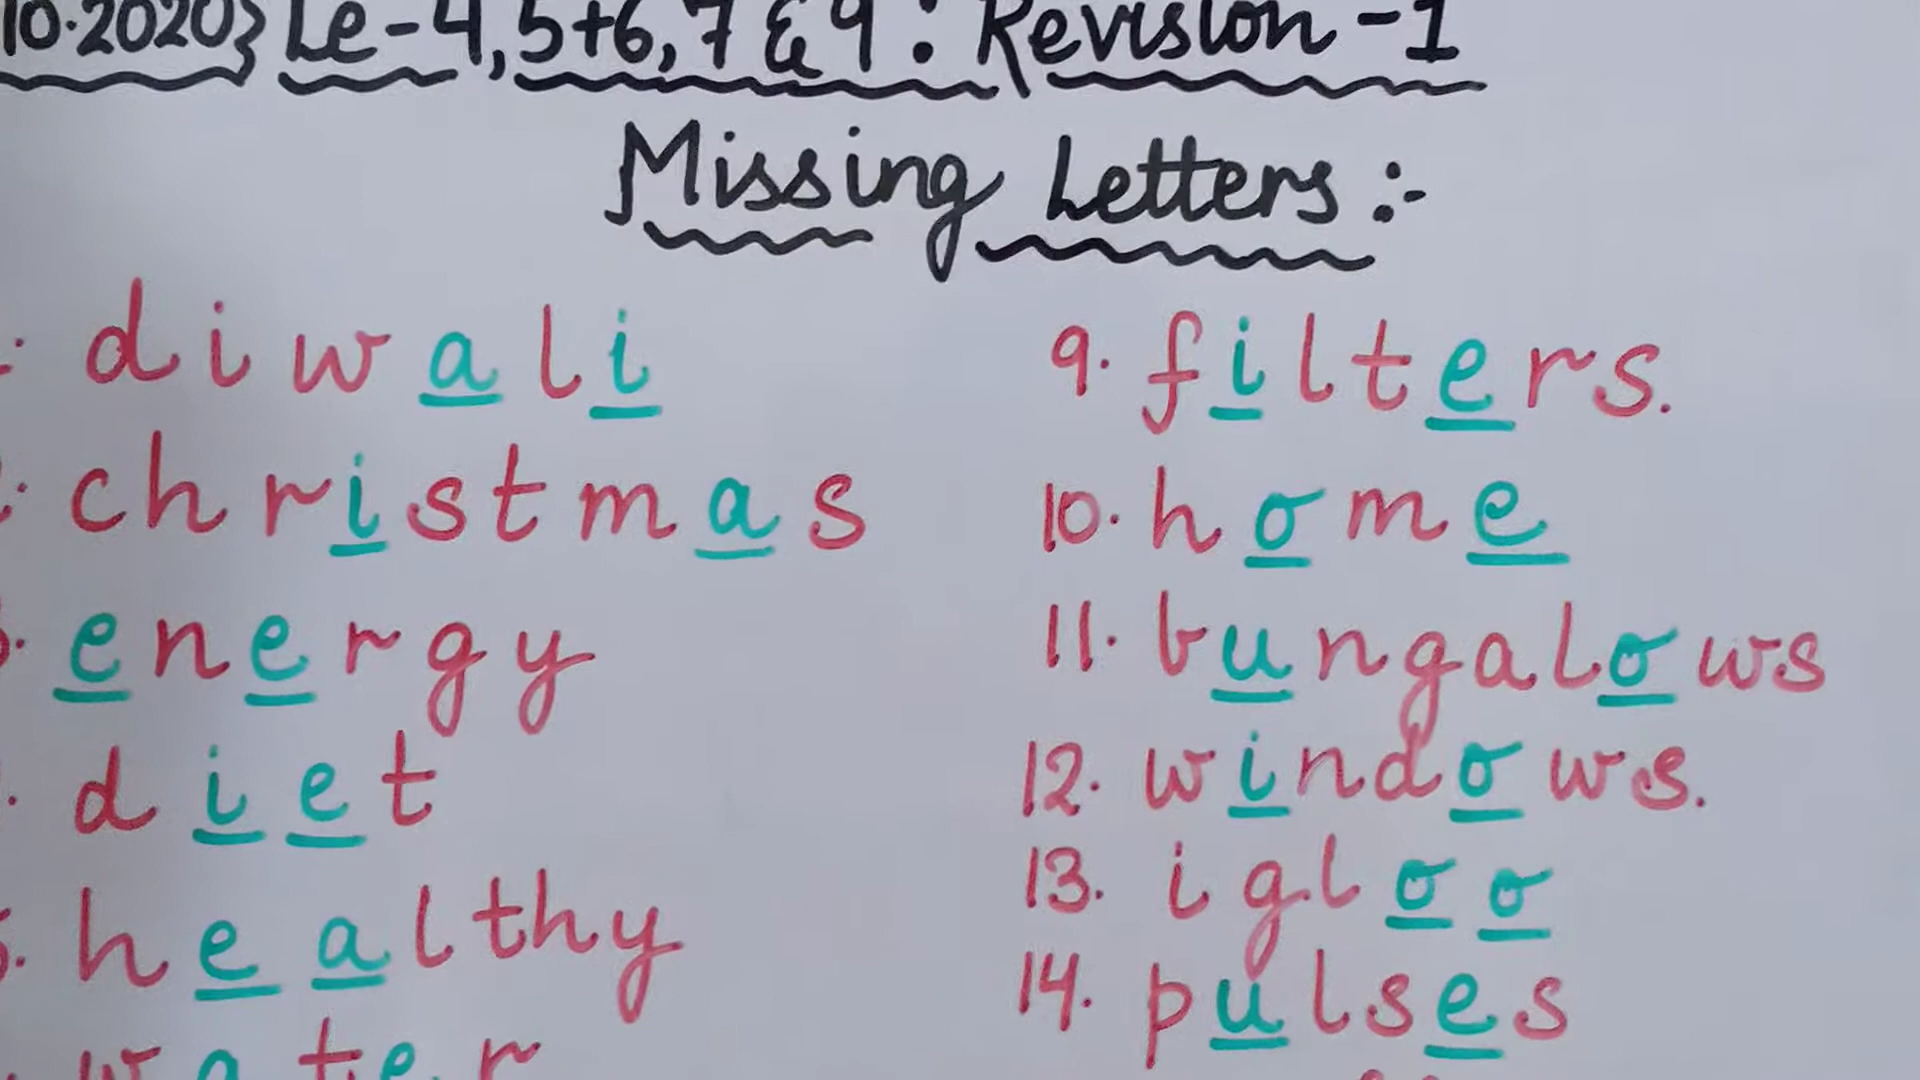 10.2020} Le-4,5+6,7 & 9 : Revision -1
Missing Letters :-
diwali
christmas
energy
diet
healthy
water
9. filters.
10. home
11. bungalows
12. windows.
13. igloo
14. pulses